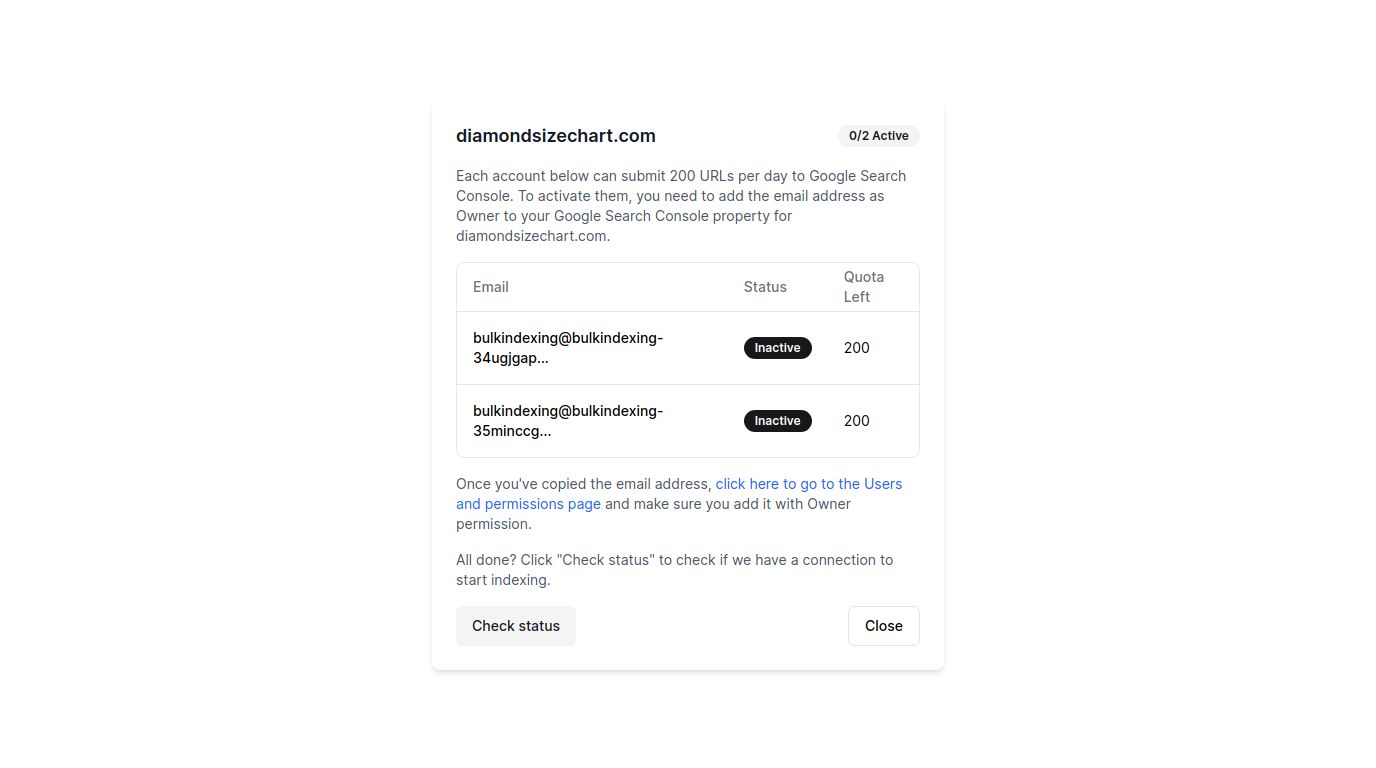 diamondsizechart.com
0/2 Active
Each account below can submit 200 URLs per day to Google Search
Console. To activate them, you need to add the email address as
Owner to your Google Search Console property for
diamondsizechart.com.
Email
Status
Quota
Left
bulkindexing@bulkindexing-
34ugjgap...
Inactive
200
bulkindexing@bulkindexing-
35minccg...
Inactive
200
Once you've copied the email address, click here to go to the Users
and permissions page and make sure you add it with Owner
permission.
All done? Click "Check status" to check if we have a connection to
start indexing.
Check status
Close